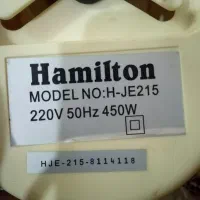 Hamilton
MODEL NO:H-JE215
220V 50Hz 450W
HJE-215-8114118